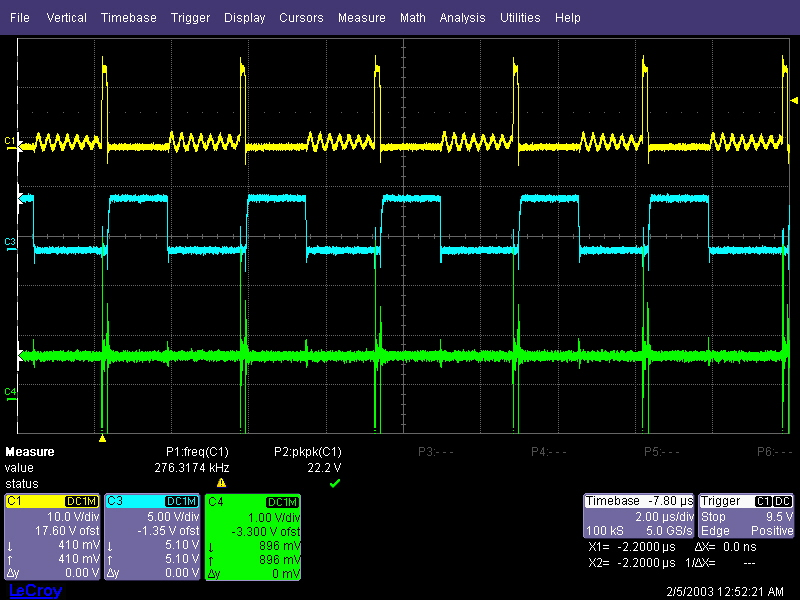 File Vertical Timebase Trigger Display Cursors Measure Math Analysis Utilities Help
C1
C3
C4
Measure P1:freq(C1) P2:pkpk(C1) P3:- - - P4:- - - P5:- - - P6:- - -
value 276.3174 kHz 22.2 V
status
C1 DC1M
10.0 V/div
17.60 V ofst
↓ 410 mV
↑ 410 mV
Δy 0.00 V
C3 DC1M
5.00 V/div
-1.35 V ofst
↓ 5.10 V
↑ 5.10 V
Δy 0.00 V
C4 DC1M
1.00 V/div
-3.300 V ofst
↓ 896 mV
↑ 896 mV
Δy 0 mV
Timebase -7.80 µs
2.00 µs/div
100 kS 5.0 GS/s
Trigger C1 DC
Stop 9.5 V
Edge Positive
X1= -2.2000 µs ΔX= 0.0 ns
X2= -2.2000 µs 1/ΔX= ---
LeCroy
2/5/2003 12:52:21 AM